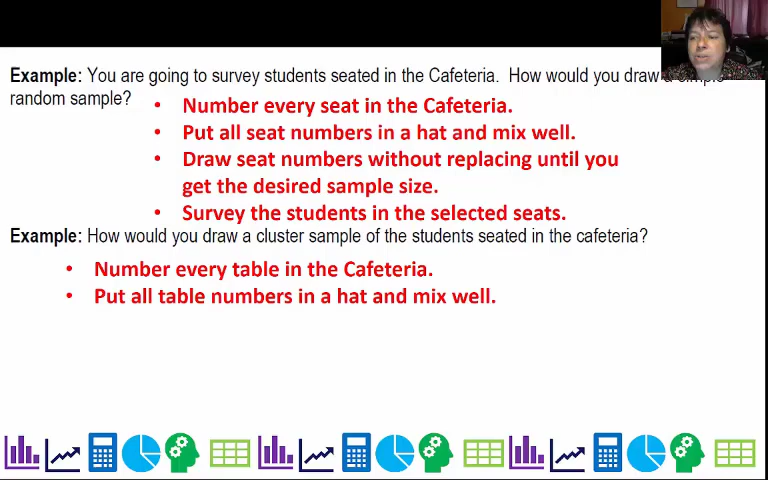 Example: You are going to survey students seated in the Cafeteria. How would you draw a simple
random sample?
• Number every seat in the Cafeteria.
• Put all seat numbers in a hat and mix well.
• Draw seat numbers without replacing until you
get the desired sample size.
• Survey the students in the selected seats.
Example: How would you draw a cluster sample of the students seated in the cafeteria?
• Number every table in the Cafeteria.
• Put all table numbers in a hat and mix well.